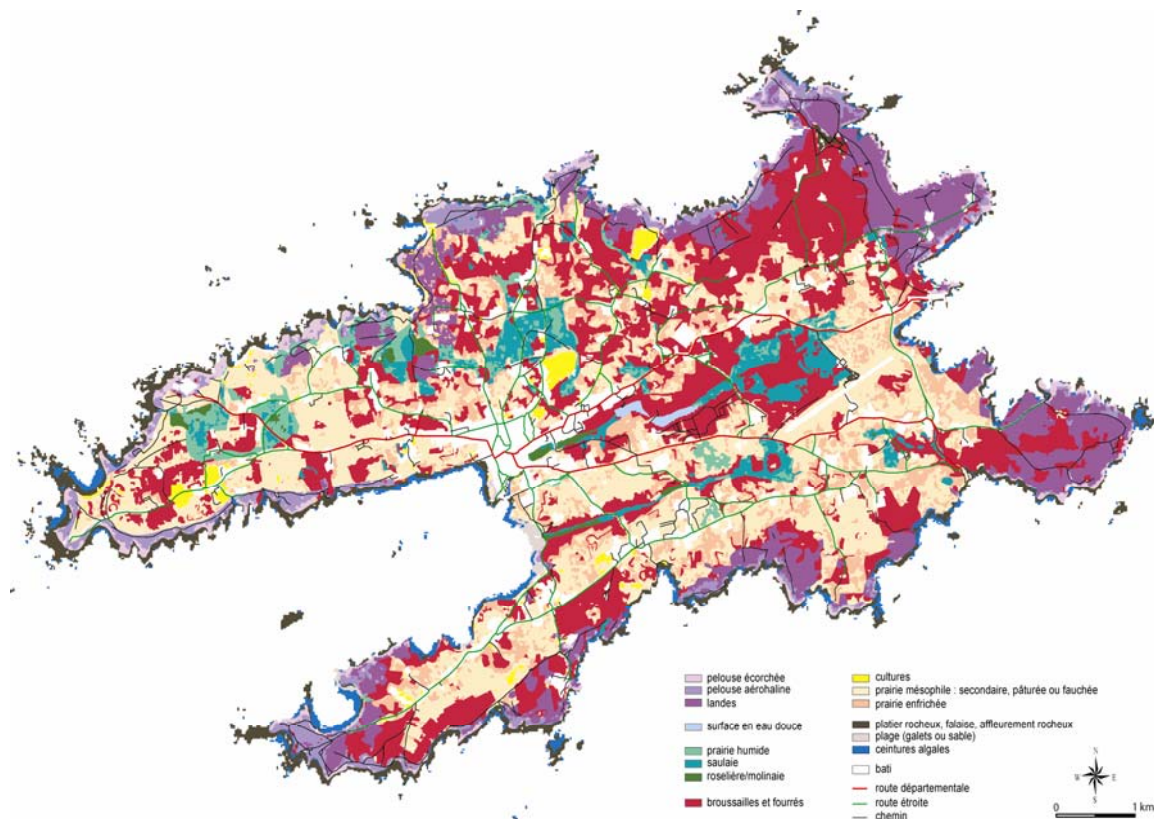 pelouse écorchée
pelouse aérohaline
landes
surface en eau douce
prairie humide
saulaie
roselière/molinaie
broussailles et fourrés
cultures
prairie mésophile : secondaire, pâturée ou fauchée
prairie enfrichée
platier rocheux, falaise, affleurement rocheux
plage (galets ou sable)
ceintures algales
bati
route départementale
route étroite
chemin
N
W E
S
0 1 km